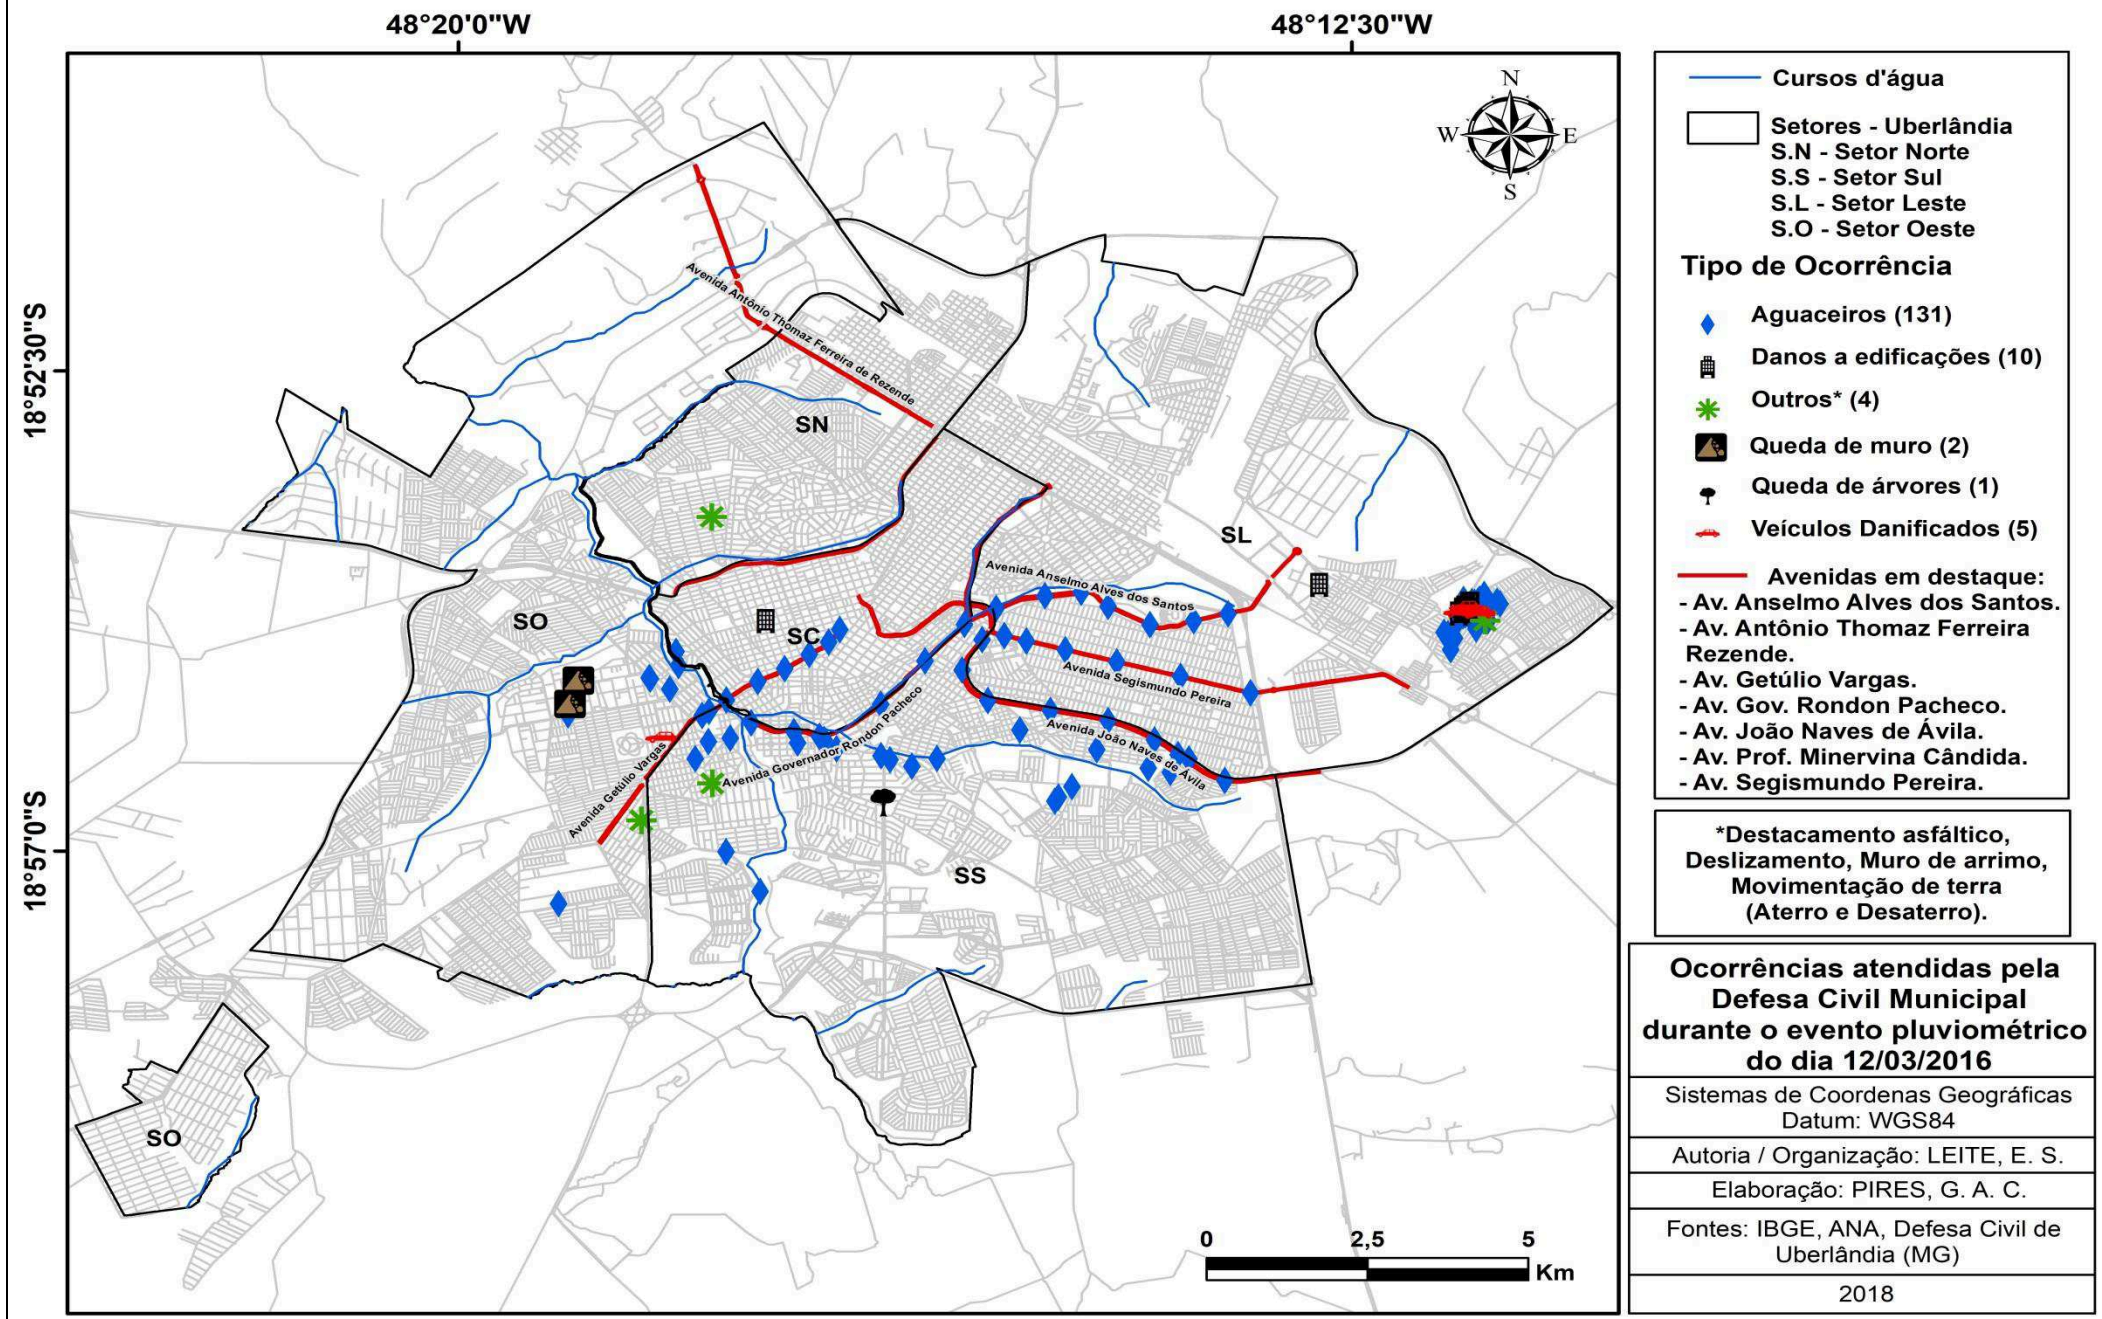 48°20'0"W
48°12'30"W
18°52'30"S
18°57'0"S
N
W
E
S
Avenida Antônio Thomaz Ferreira de Rezende
SN
SL
Avenida Anselmo Alves dos Santos
SO
SC
Avenida Segismundo Pereira
Avenida Governador Rondon Pacheco
Avenida João Naves de Ávila
Avenida Getúlio Vargas
SS
SO
0
2,5
5
Km
Cursos d'água
Setores - Uberlândia
S.N - Setor Norte
S.S - Setor Sul
S.L - Setor Leste
S.O - Setor Oeste
Tipo de Ocorrência
Aguaceiros (131)
Danos a edificações (10)
Outros* (4)
Queda de muro (2)
Queda de árvores (1)
Veículos Danificados (5)
Avenidas em destaque:
- Av. Anselmo Alves dos Santos.
- Av. Antônio Thomaz Ferreira
Rezende.
- Av. Getúlio Vargas.
- Av. Gov. Rondon Pacheco.
- Av. João Naves de Ávila.
- Av. Prof. Minervina Cândida.
- Av. Segismundo Pereira.
*Destacamento asfáltico,
Deslizamento, Muro de arrimo,
Movimentação de terra
(Aterro e Desaterro).
Ocorrências atendidas pela
Defesa Civil Municipal
durante o evento pluviométrico
do dia 12/03/2016
Sistemas de Coordenas Geográficas
Datum: WGS84
Autoria / Organização: LEITE, E. S.
Elaboração: PIRES, G. A. C.
Fontes: IBGE, ANA, Defesa Civil de
Uberlândia (MG)
2018